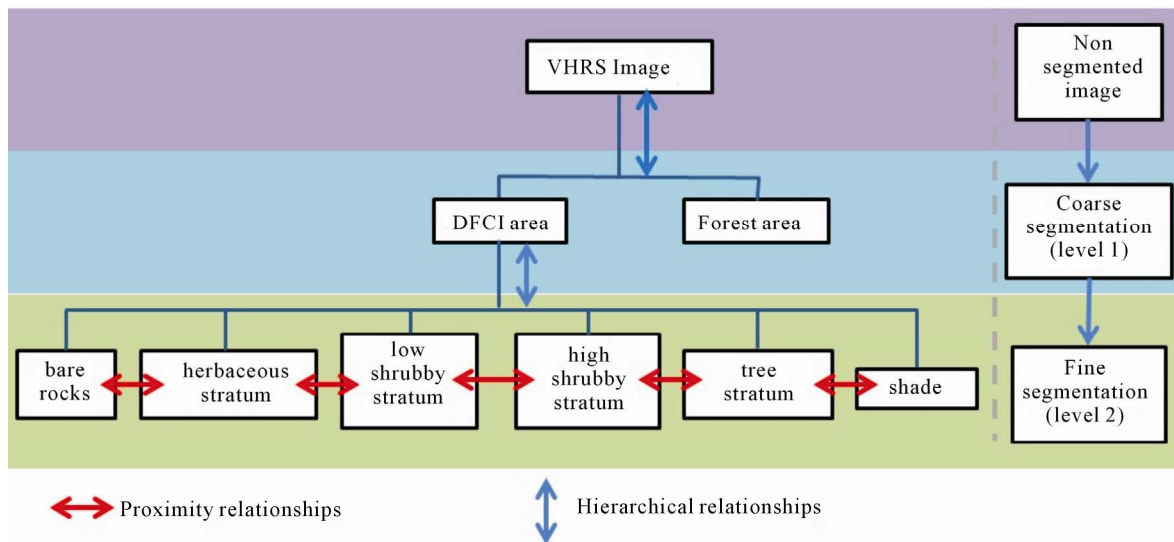 VHRS Image
Non
segmented
image
DFCI area
Forest area
Coarse
segmentation
(level 1)
bare
rocks
herbaceous
stratum
low
shrubby
stratum
high
shrubby
stratum
tree
stratum
shade
Fine
segmentation
(level 2)
Proximity relationships
Hierarchical relationships